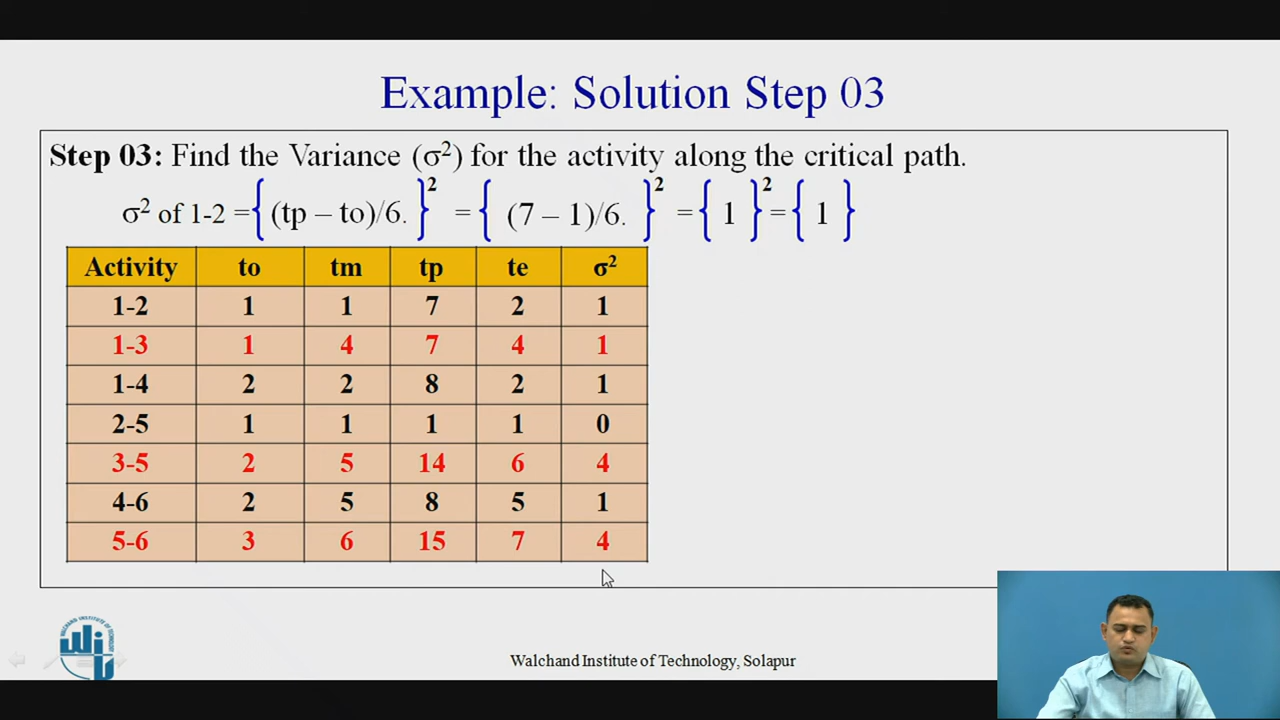 Example: Solution Step 03
Step 03: Find the Variance (σ²) for the activity along the critical path.
σ² of 1-2 ={(tp – to)/6.}² = { (7 – 1)/6. }² ={ 1 }² ={ 1 }
Activity to tm tp te σ²
1-2 1 1 7 2 1
1-3 1 4 7 4 1
1-4 2 2 8 2 1
2-5 1 1 1 1 0
3-5 2 5 14 6 4
4-6 2 5 8 5 1
5-6 3 6 15 7 4
Walchand Institute of Technology, Solapur